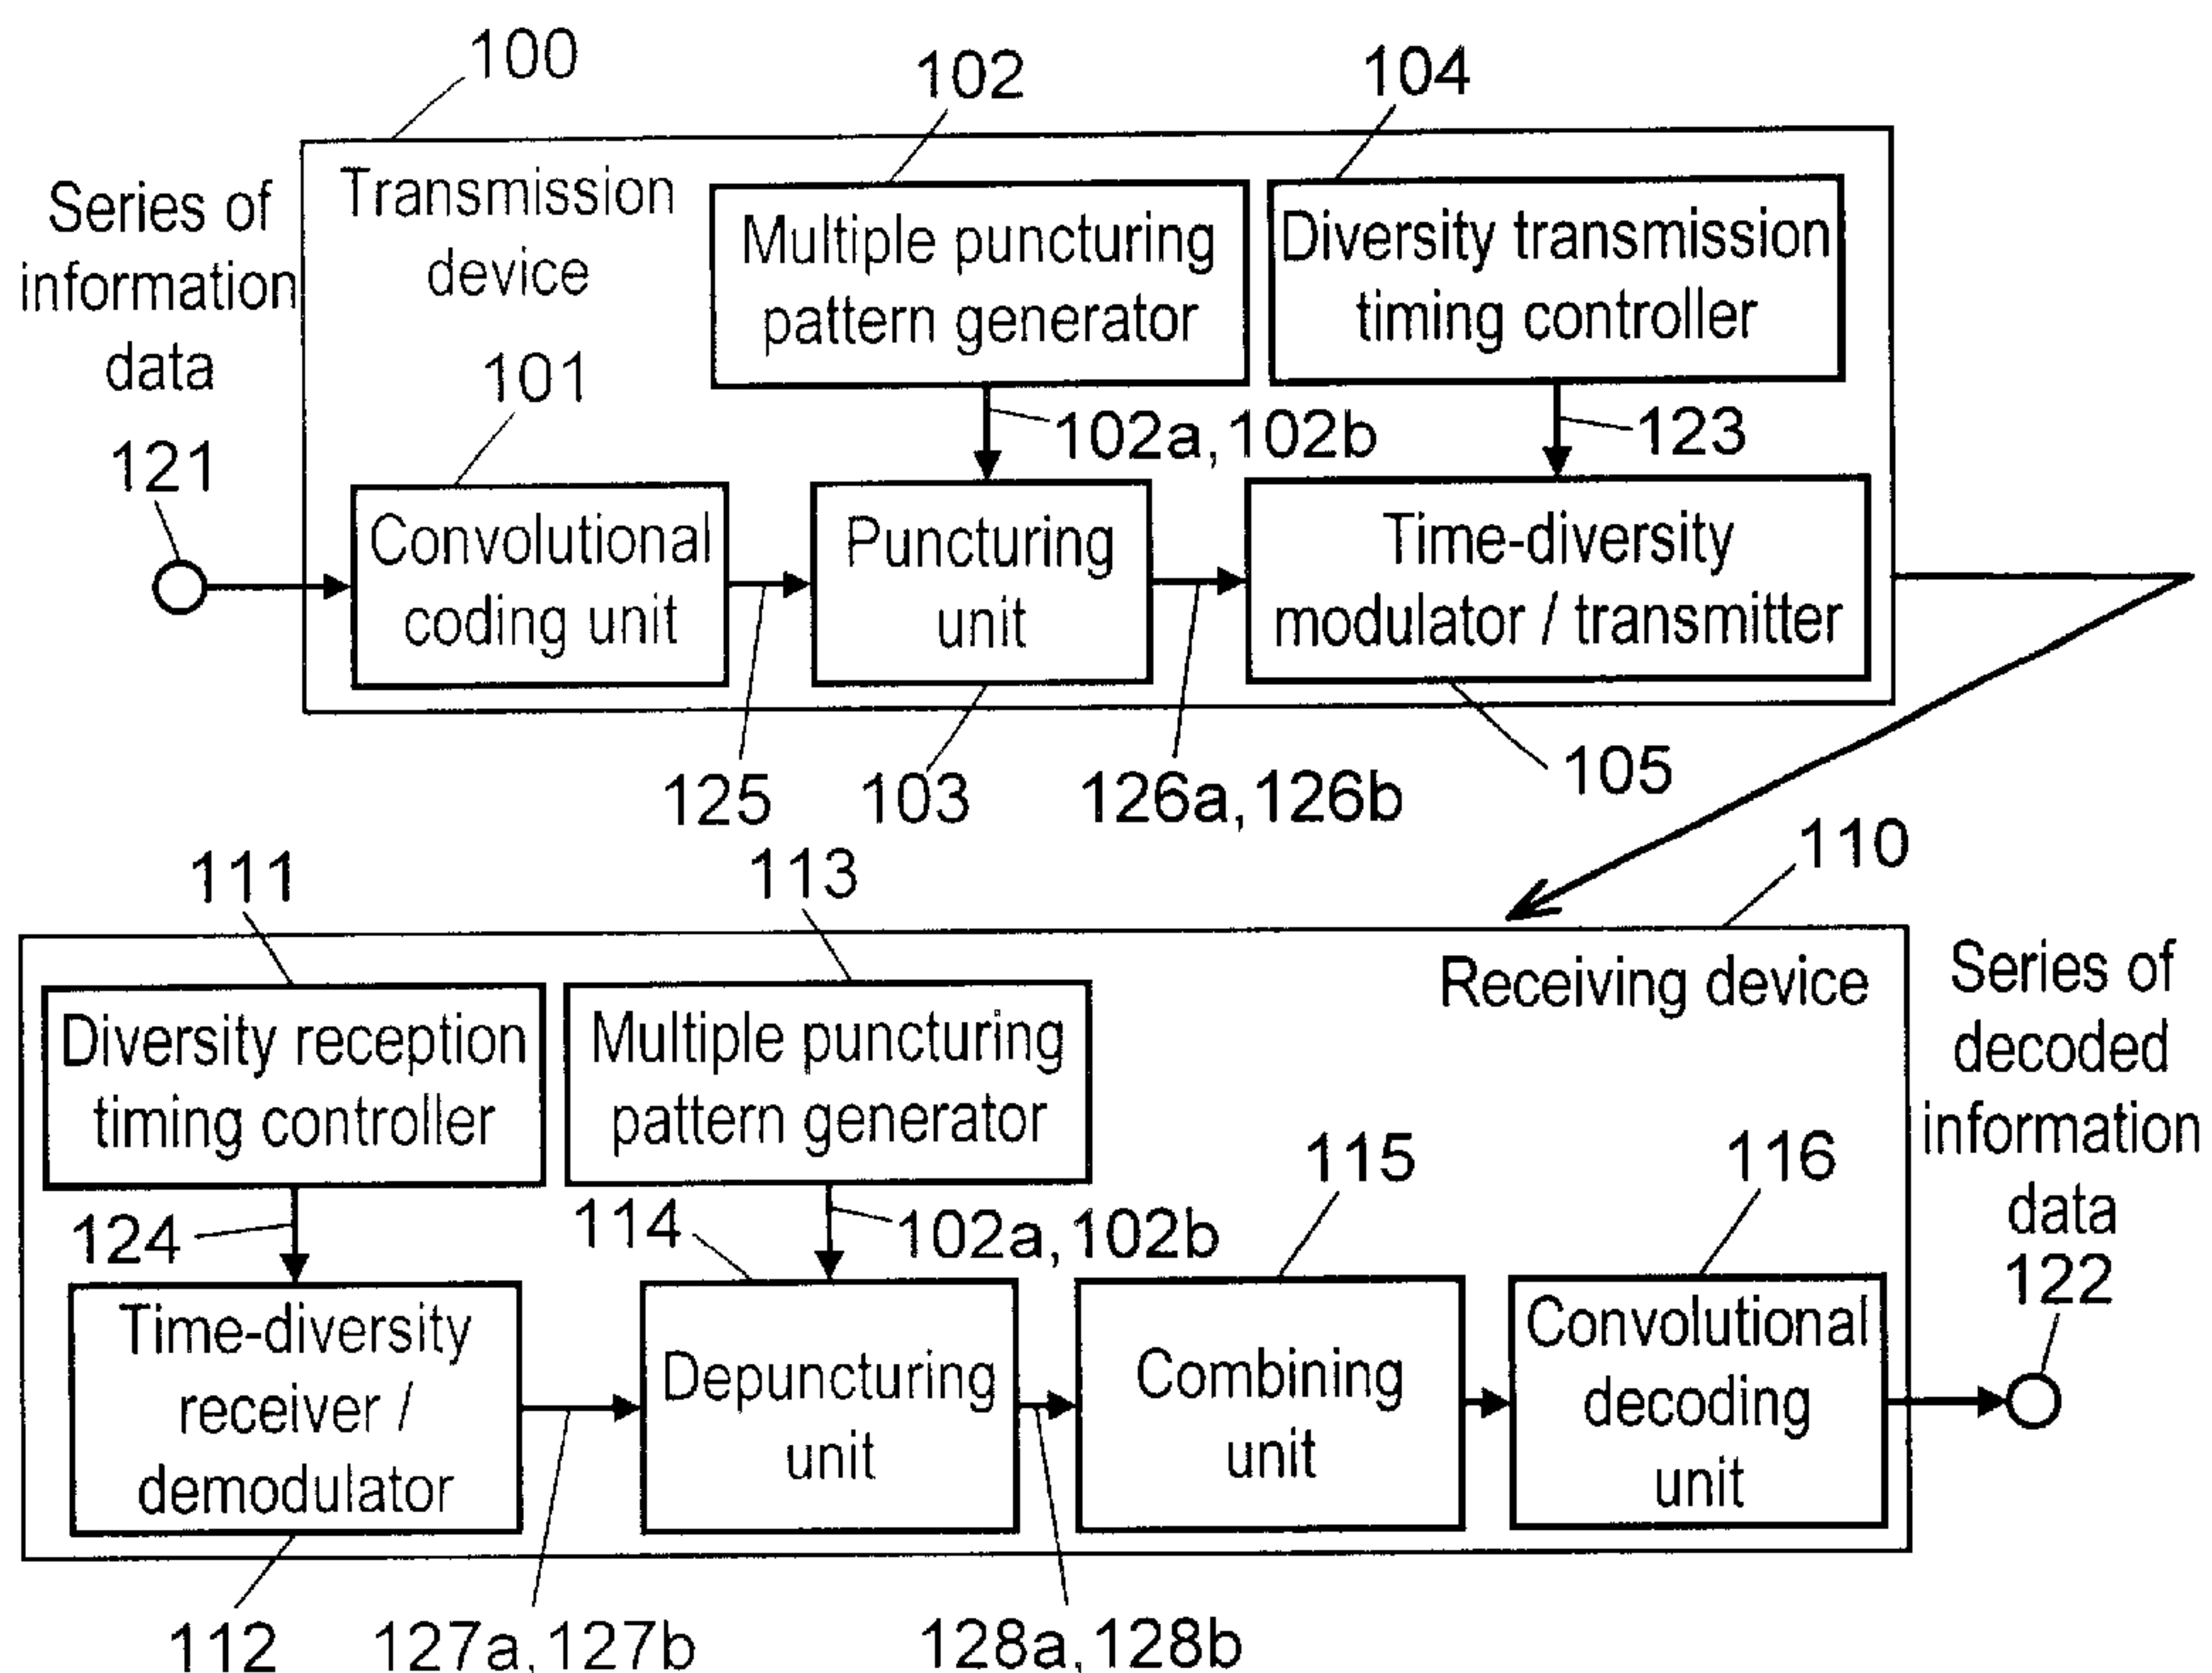 100
102
104
Series of
information
data
121
Transmission
device
101
Multiple puncturing
pattern generator
Diversity transmission
timing controller
102a, 102b
123
Convolutional
coding unit
Puncturing
unit
Time-diversity
modulator / transmitter
125
103
126a, 126b
105
110
111
113
Receiving device
Diversity reception
timing controller
Multiple puncturing
pattern generator
Series of
decoded
information
data
122
124
114
102a, 102b
115
116
Time-diversity
receiver /
demodulator
Depuncturing
unit
Combining
unit
Convolutional
decoding
unit
112
127a, 127b
128a, 128b